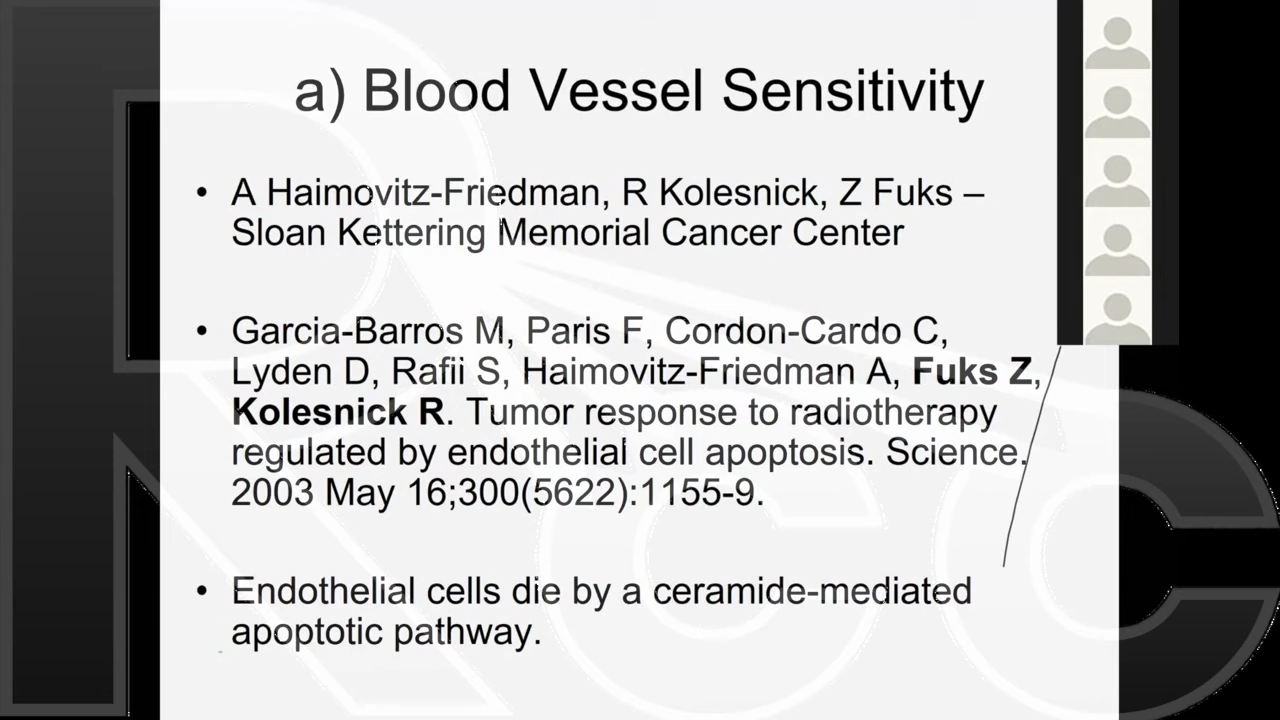 a) Blood Vessel Sensitivity
• A Haimovitz-Friedman, R Kolesnick, Z Fuks –
Sloan Kettering Memorial Cancer Center
• Garcia-Barros M, Paris F, Cordon-Cardo C,
Lyden D, Rafii S, Haimovitz-Friedman A, Fuks Z,
Kolesnick R. Tumor response to radiotherapy
regulated by endothelial cell apoptosis. Science.
2003 May 16;300(5622):1155-9.
• Endothelial cells die by a ceramide-mediated
apoptotic pathway.
RCC